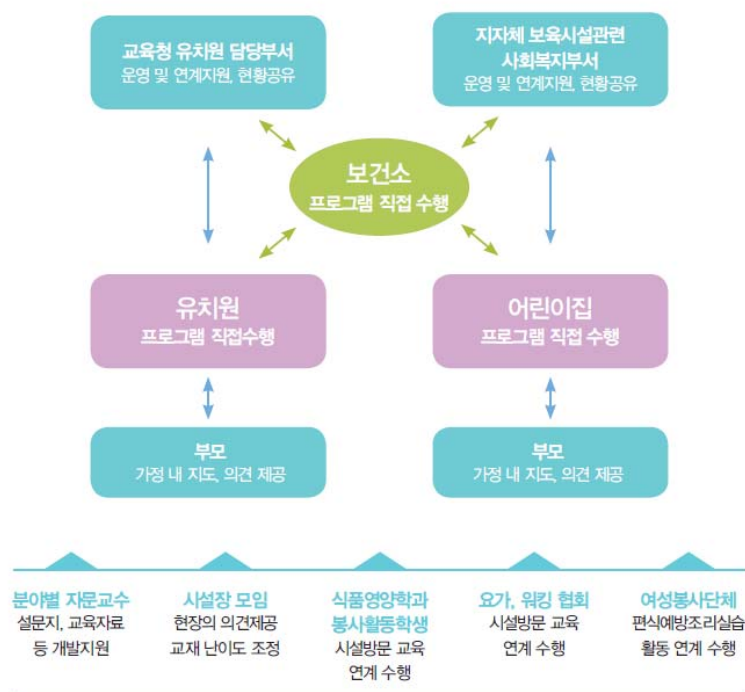 교육청 유치원 담당부서
운영 및 연계지원, 현황공유
지자체 보육시설관련
사회복지부서
운영 및 연계지원, 현황공유
보건소
프로그램 직접 수행
유치원
프로그램 직접수행
어린이집
프로그램 직접 수행
부모
가정 내 지도, 의견 제공
부모
가정 내 지도, 의견 제공
분야별 자문교수
설문지, 교육자료
등 개발지원
시설장 모임
현장의 의견제공
교재 난이도 조정
식품영양학과
봉사활동학생
시설방문 교육
연계 수행
요가, 워킹 협회
시설방문 교육
연계 수행
여성봉사단체
편식예방조리실습
활동 연계 수행